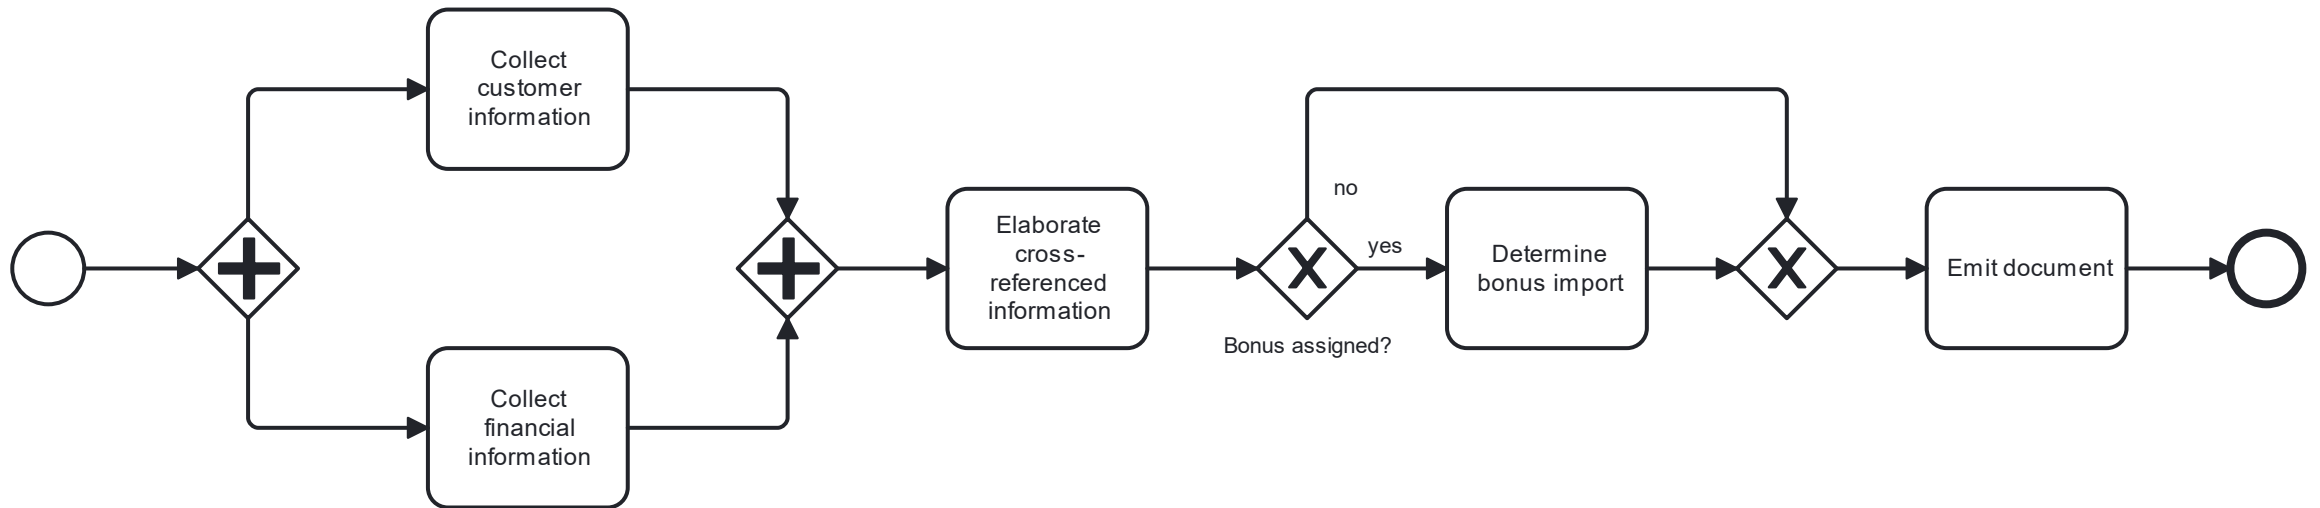 Collect
customer
information
Collect
financial
information
Elaborate
cross-
referenced
information
no
yes
Bonus assigned?
Determine
bonus import
Emit document